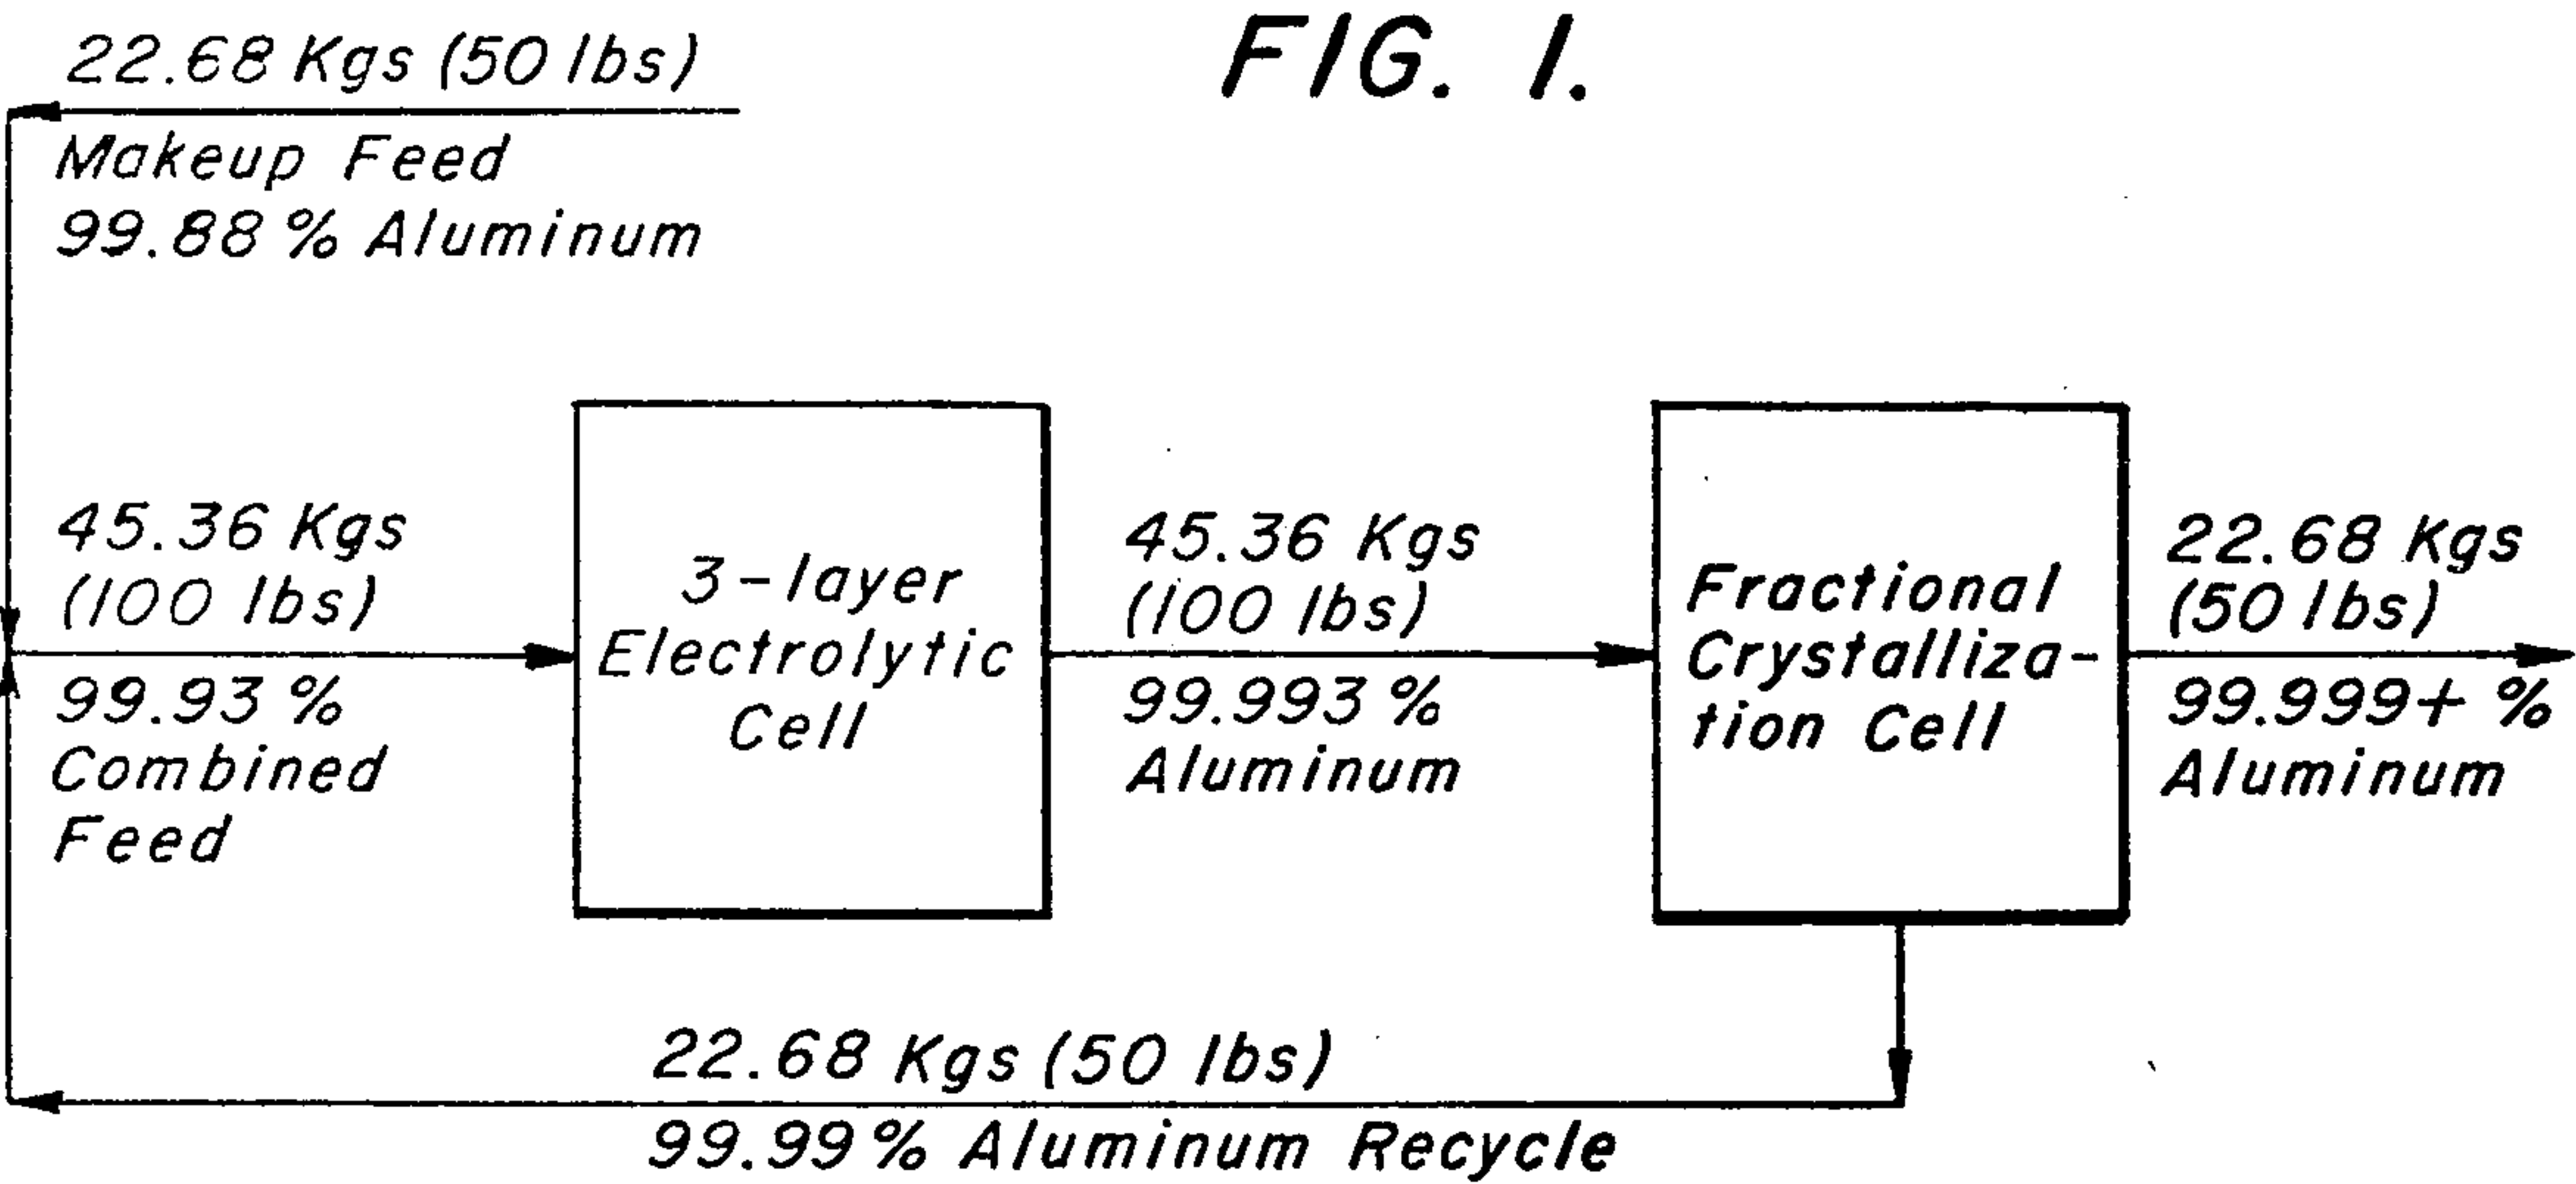 FIG. 1.
22.68 Kgs (50 lbs)
Makeup Feed
99.88 % Aluminum
45.36 Kgs
(100 lbs)
99.93 %
Combined
Feed
3-layer
Electrolytic
Cell
45.36 Kgs
(100 lbs)
99.993 %
Aluminum
Fractional
Crystalliza-
tion Cell
22.68 Kgs
(50 lbs)
99.999+ %
Aluminum
22.68 Kgs (50 lbs)
99.99 % Aluminum Recycle